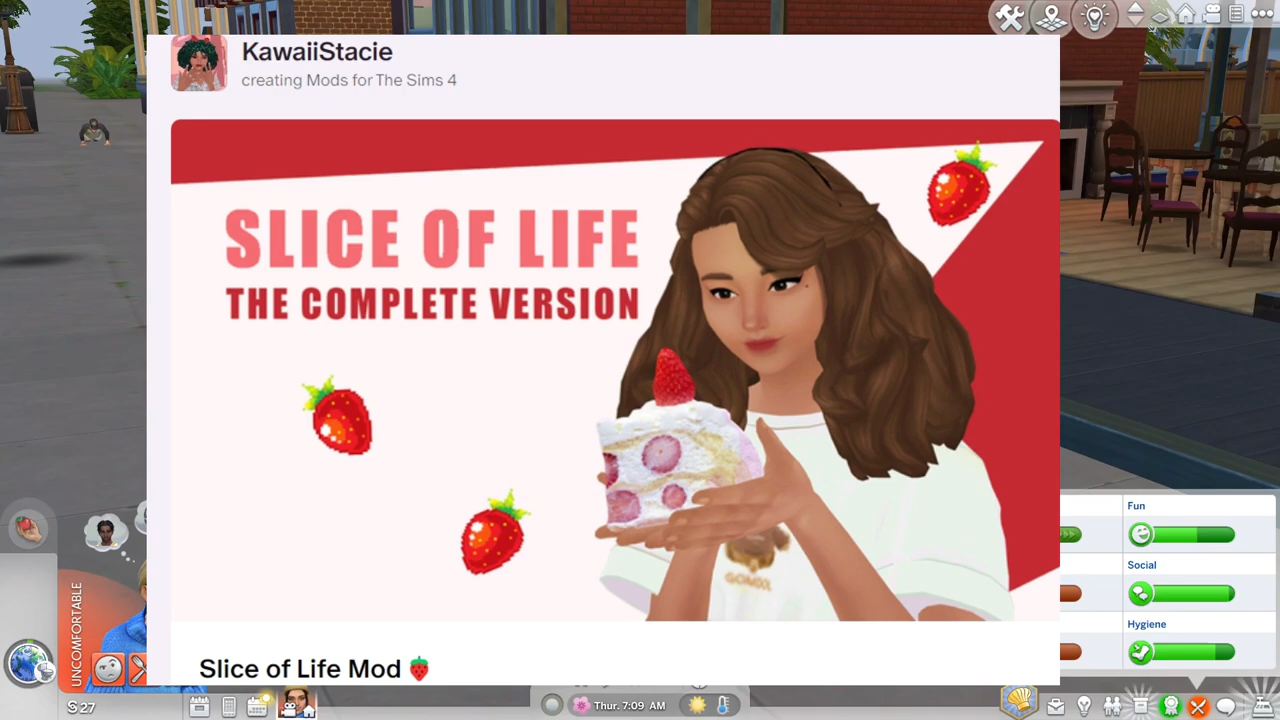 KawaiiStacie
creating Mods for The Sims 4
SLICE OF LIFE
THE COMPLETE VERSION
Slice of Life Mod 🍓
Fun
Social
Hygiene
UNCOMFORTABLE
§ 27
Thur. 7:09 AM